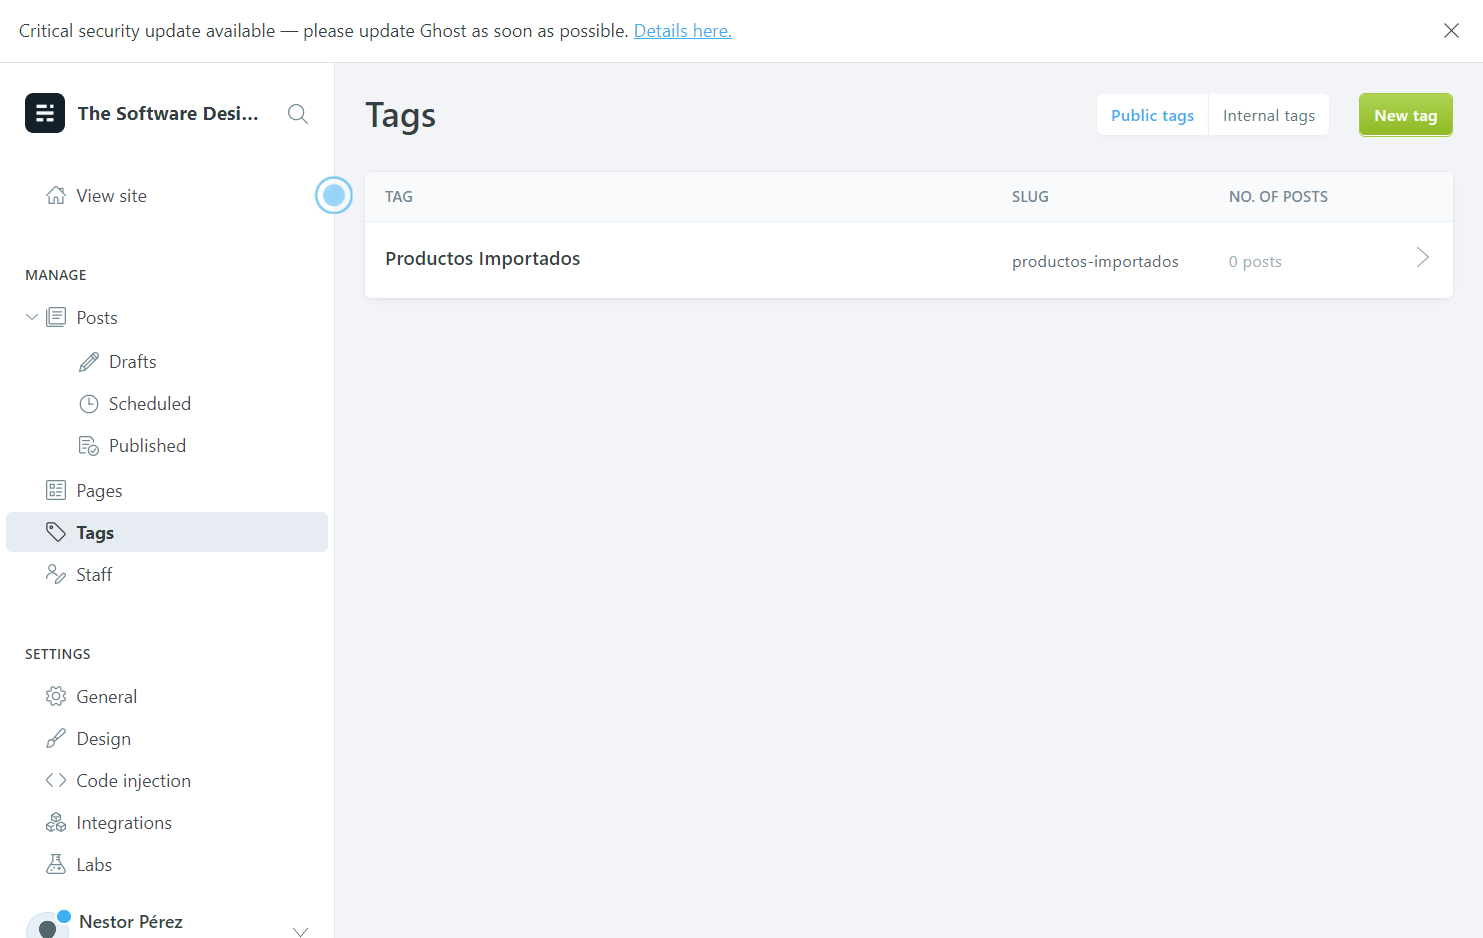 Critical security update available — please update Ghost as soon as possible. Details here.
The Software Desi...
View site
MANAGE
Posts
Drafts
Scheduled
Published
Pages
Tags
Staff
SETTINGS
General
Design
Code injection
Integrations
Labs
Nestor Pérez
Tags
Public tags
Internal tags
New tag
TAG
SLUG
NO. OF POSTS
Productos Importados
productos-importados
0 posts